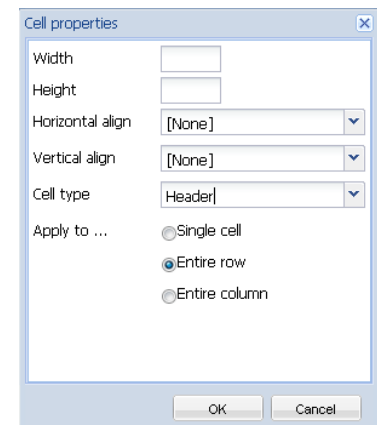 Cell properties
Width
Height
Horizontal align [None]
Vertical align [None]
Cell type Header
Apply to ... Single cell
Entire row
Entire column
OK Cancel